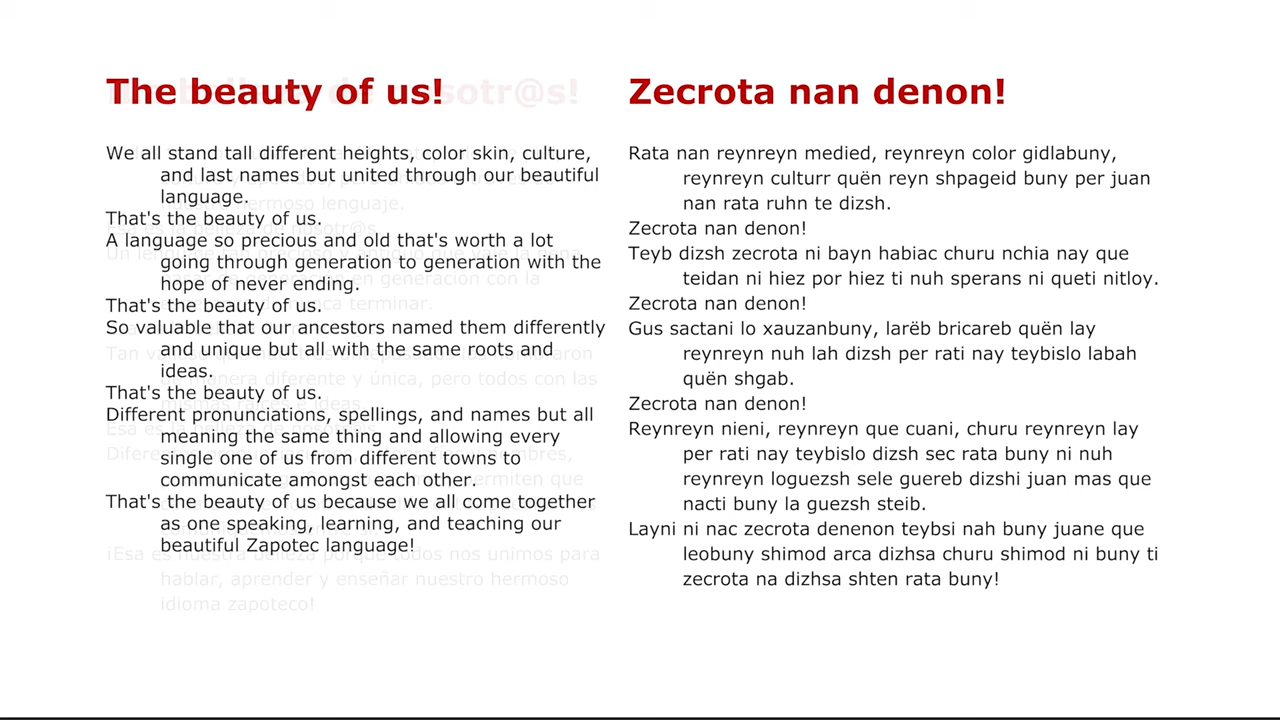 The beauty of us!
We all stand tall different heights, color skin, culture,
and last names but united through our beautiful
language.
That's the beauty of us.
A language so precious and old that's worth a lot
going through generation to generation with the
hope of never ending.
That's the beauty of us.
So valuable that our ancestors named them differently
and unique but all with the same roots and
ideas.
That's the beauty of us.
Different pronunciations, spellings, and names but all
meaning the same thing and allowing every
single one of us from different towns to
communicate amongst each other.
That's the beauty of us because we all come together
as one speaking, learning, and teaching our
beautiful Zapotec language!
Zecrota nan denon!
Rata nan reynreyn medied, reynreyn color gidlabuny,
reynreyn culturr quën reyn shpageid buny per juan
nan rata ruhn te dizsh.
Zecrota nan denon!
Teyb dizsh zecrota ni bayn habiac churu nchia nay que
teidan ni hiez por hiez ti nuh sperans ni queti nitloy.
Zecrota nan denon!
Gus sactani lo xauzanbuny, larëb bricareb quën lay
reynreyn nuh lah dizsh per rati nay teybislo labah
quën shgab.
Zecrota nan denon!
Reynreyn nieni, reynreyn que cuani, churu reynreyn lay
per rati nay teybislo dizsh sec rata buny ni nuh
reynreyn loguezsh sele guereb dizshi juan mas que
nacti buny la guezsh steib.
Layni ni nac zecrota denenon teybsi nah buny juane que
leobuny shimod arca dizhsa churu shimod ni buny ti
zecrota na dizhsa shten rata buny!
hablar, aprender y enseñar nuestro hermoso
idioma zapoteco!